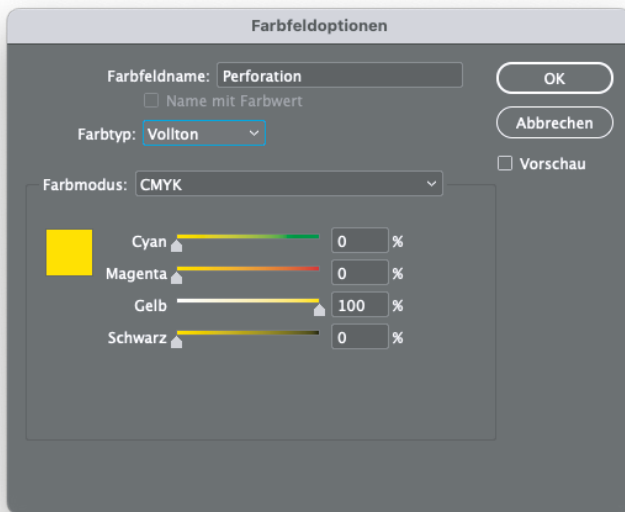 Farbfeldoptionen
Farbfeldname: Perforation
Name mit Farbwert
Farbtyp: Vollton
OK
Abbrechen
Vorschau
Farbmodus: CMYK
Cyan 0 %
Magenta 0 %
Gelb 100 %
Schwarz 0 %